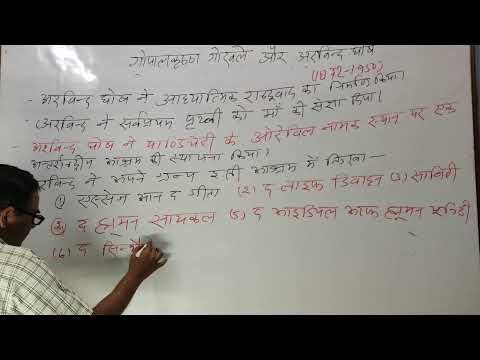 गोपालकृष्ण गोखले और अरविन्द घोष
(1872-1950)
- अरविन्द घोष ने आध्यात्मिक राष्ट्रवाद का निर्माण किया।
- अरविन्द ने सर्वप्रथम पृथ्वी को माँ की संज्ञा दिया।
- अरविन्द घोष ने पाण्डिचेरी के ओरोविल नामक स्थान पर एक
अन्तर्राष्ट्रीय आश्रम की स्थापना किया।
अरविन्द ने अपने ग्रन्थ इसी आश्रम में लिखा—
(1) एस्सेस आन द गीता (2) द लाइफ डिवाइन (3) सावित्री
(4) द ह्यूमन सायकल (5) द आइडियल आफ ह्यूमन
(6) द